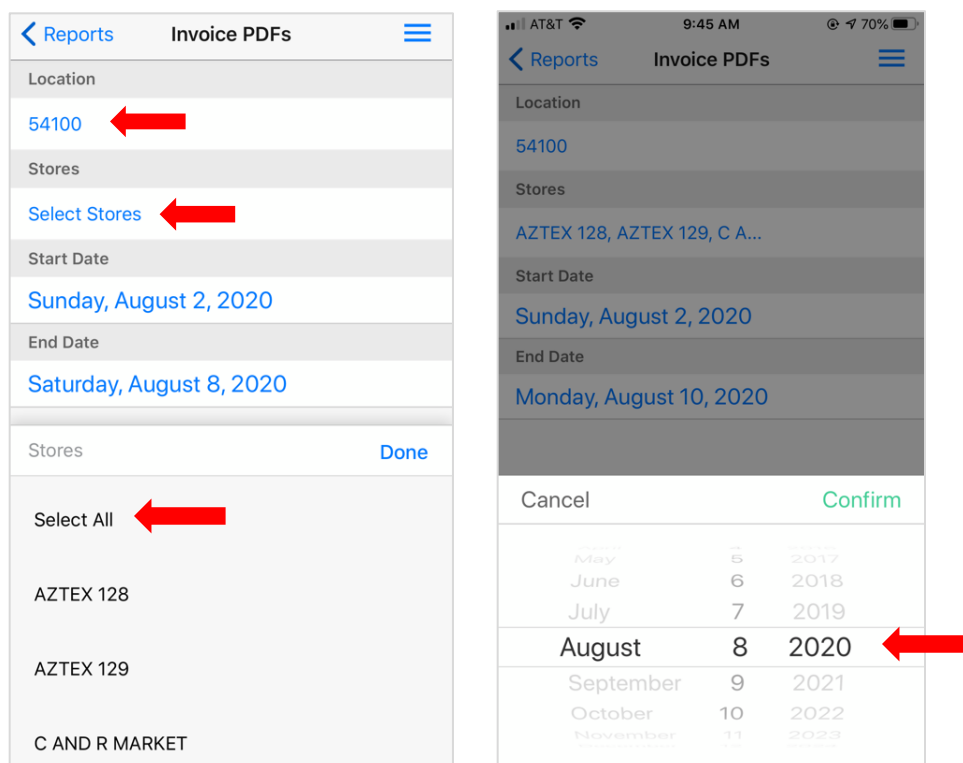 Reports Invoice PDFs
Location
54100
Stores
Select Stores
Start Date
Sunday, August 2, 2020
End Date
Saturday, August 8, 2020
Stores Done
Select All
AZTEX 128
AZTEX 129
C AND R MARKET
AT&T 9:45 AM 70%
Reports Invoice PDFs
Location
54100
Stores
AZTEX 128, AZTEX 129, C A...
Start Date
Sunday, August 2, 2020
End Date
Monday, August 10, 2020
Cancel Confirm
May 5 2017
June 6 2018
July 7 2019
August 8 2020
September 9 2021
October 10 2022
November 11 2023